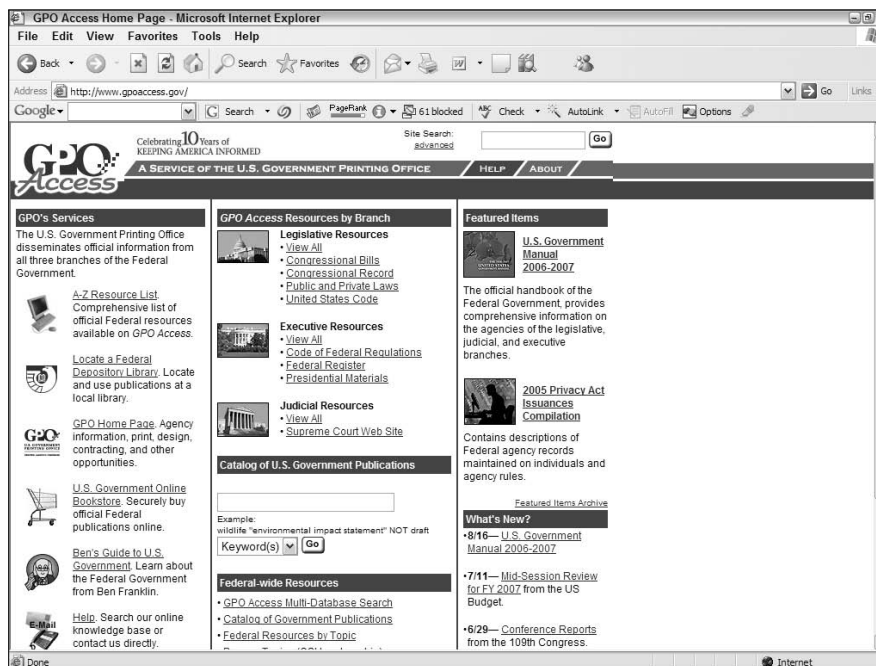 GPO Access Home Page - Microsoft Internet Explorer
File Edit View Favorites Tools Help
Back Search Favorites
Address http://www.gpoaccess.gov/ Go Links
Google Search PageRank 61 blocked Check AutoLink AutoFill Options
GPO Access
Celebrating 10 Years of
KEEPING AMERICA INFORMED
Site Search:
advanced
Go
A SERVICE OF THE U.S. GOVERNMENT PRINTING OFFICE HELP ABOUT
GPO's Services
The U.S. Government Printing Office
disseminates official information from
all three branches of the Federal
Government.
A-Z Resource List.
Comprehensive list of
official Federal resources
available on GPO Access.
Locate a Federal
Depository Library. Locate
and use publications at a
local library.
GPO
GPO Home Page. Agency
information, print, design,
contracting, and other
opportunities.
U.S. Government Online
Bookstore. Securely buy
official Federal
publications online.
Ben's Guide to U.S.
Government. Learn about
the Federal Government
from Ben Franklin.
E-Mail
Help. Search our online
knowledge base or
contact us directly.
GPO Access Resources by Branch
Legislative Resources
• View All
• Congressional Bills
• Congressional Record
• Public and Private Laws
• United States Code
Executive Resources
• View All
• Code of Federal Regulations
• Federal Register
• Presidential Materials
Judicial Resources
• View All
• Supreme Court Web Site
Catalog of U.S. Government Publications
Example:
wildlife "environmental impact statement" NOT draft
Keyword(s) Go
Federal-wide Resources
• GPO Access Multi-Database Search
• Catalog of Government Publications
• Federal Resources by Topic
Featured Items
U.S. Government
Manual
2006-2007
The official handbook of the
Federal Government, provides
comprehensive information on
the agencies of the legislative,
judicial, and executive
branches.
2005 Privacy Act
Issuances
Compilation
Contains descriptions of
Federal agency records
maintained on individuals and
agency rules.
Featured Items Archive
What's New?
•8/16— U.S. Government
Manual 2006-2007
•7/11— Mid-Session Review
for FY 2007 from the US
Budget.
•6/29— Conference Reports
from the 109th Congress.
Done Internet